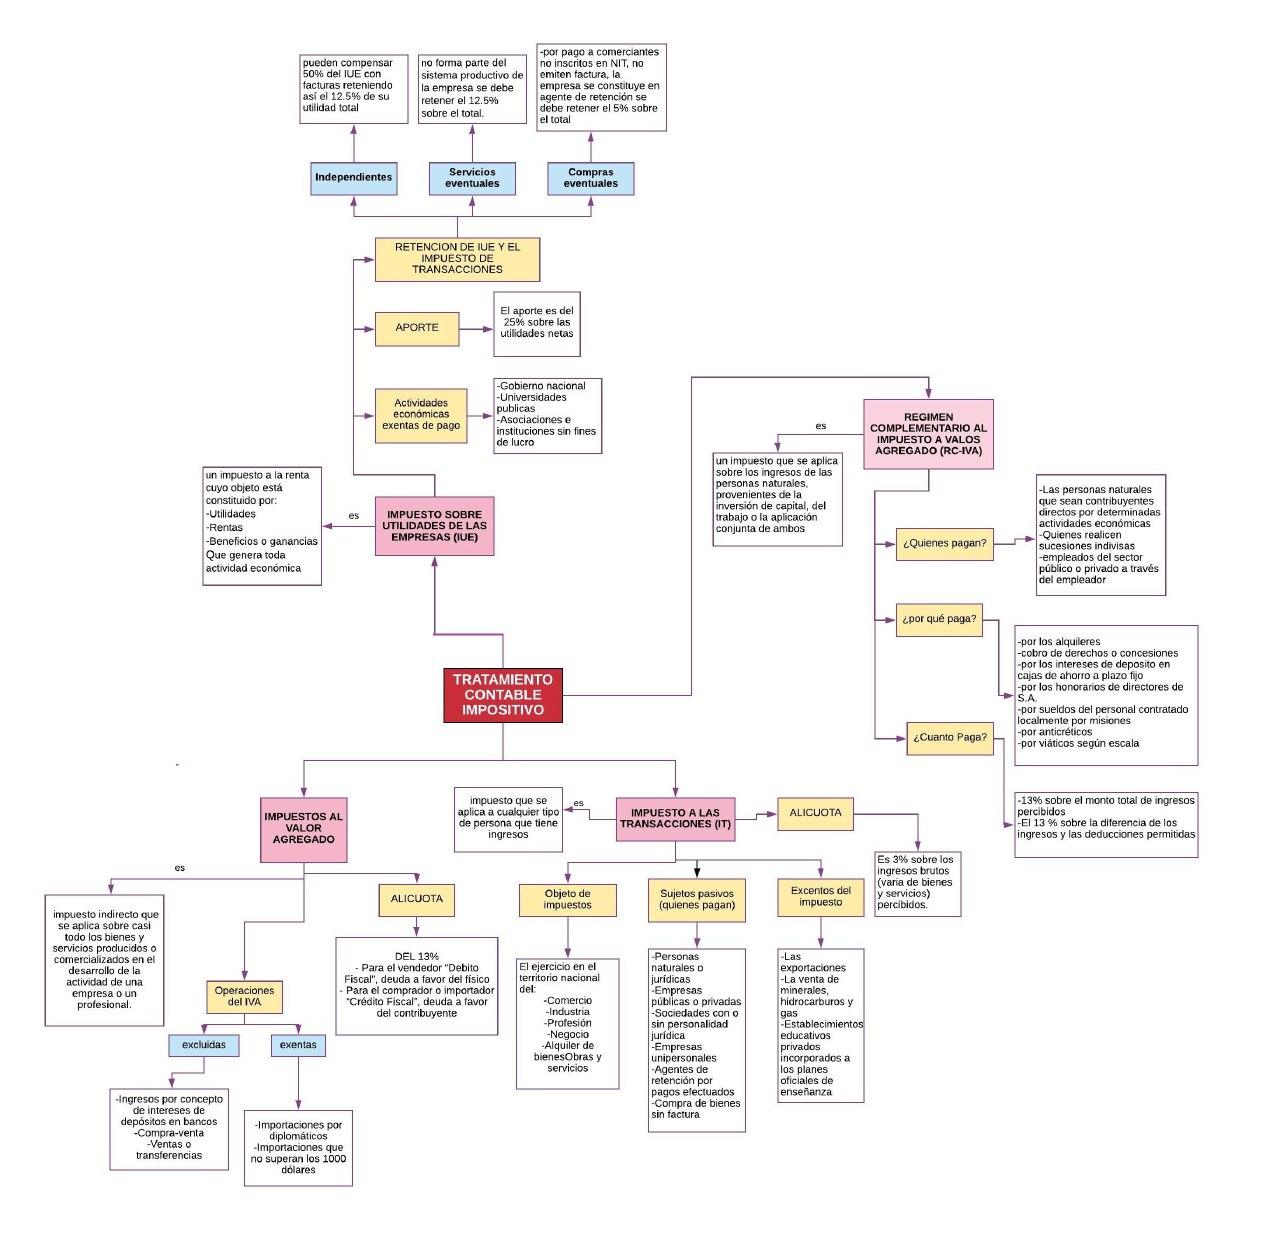 pueden compensar
50% del IUE con
facturas reteniendo
así el 12.5% de su
utilidad total
no forma parte del
sistema productivo de
la empresa se debe
retener el 12.5%
sobre el total.
-por pago a comerciantes
no inscritos en NIT, no
emiten factura, la
empresa se constituye en
agente de retención se
debe retener el 5% sobre
el total
Independientes
Servicios
eventuales
Compras
eventuales
RETENCION DE IUE Y EL
IMPUESTO DE
TRANSACCIONES
APORTE
El aporte es del
25% sobre las
utilidades netas
Actividades
económicas
exentas de pago
-Gobierno nacional
-Universidades
publicas
-Asociaciones e
instituciones sin fines
de lucro
un impuesto a la renta
cuyo objeto está
constituido por:
-Utilidades
-Rentas
-Beneficios o ganancias
Que genera toda
actividad económica
es
IMPUESTO SOBRE
UTILIDADES DE LAS
EMPRESAS (IUE)
REGIMEN
COMPLEMENTARIO AL
IMPUESTO A VALOS
AGREGADO (RC-IVA)
es
un impuesto que se aplica
sobre los ingresos de las
personas naturales,
provenientes de la
inversión de capital, del
trabajo o la aplicación
conjunta de ambos
¿Quienes pagan?
-Las personas naturales
que sean contribuyentes
directos por determinadas
actividades económicas
-Quienes realicen
sucesiones indivisas
-empleados del sector
público o privado a través
del empleador
¿por qué paga?
-por los alquileres
-cobro de derechos o concesiones
-por los intereses de deposito en
cajas de ahorro a plazo fijo
-por los honorarios de directores de
S.A.
-por sueldos del personal contratado
localmente por misiones
-por anticréticos
-por viáticos según escala
¿Cuanto Paga?
-13% sobre el monto total de ingresos
percibidos
-El 13 % sobre la diferencia de los
ingresos y las deducciones permitidas
TRATAMIENTO
CONTABLE
IMPOSITIVO
-
IMPUESTOS AL
VALOR
AGREGADO
es
impuesto indirecto que
se aplica sobre casi
todo los bienes y
servicios producidos o
comercializados en el
desarrollo de la
actividad de una
empresa o un
profesional.
ALICUOTA
DEL 13%
- Para el vendedor "Debito
Fiscal", deuda a favor del físico
- Para el comprador o importador
"Crédito Fiscal", deuda a favor
del contribuyente
Operaciones
del IVA
excluidas
exentas
-Ingresos por concepto
de intereses de
depósitos en bancos
-Compra-venta
-Ventas o
transferencias
-Importaciones por
diplomáticos
-Importaciones que
no superan los 1000
dólares
impuesto que se
aplica a cualquier tipo
de persona que tiene
ingresos
es
IMPUESTO A LAS
TRANSACCIONES (IT)
ALICUOTA
Es 3% sobre los
ingresos brutos
(varia de bienes
y servicios)
percibidos.
Objeto de
impuestos
Sujetos pasivos
(quienes pagan)
Excentos del
impuesto
El ejercicio en el
territorio nacional
del:
-Comercio
-Industria
-Profesión
-Negocio
-Alquiler de
bienesObras y
servicios
-Personas
naturales o
jurídicas
-Empresas
públicas o privadas
-Sociedades con o
sin personalidad
jurídica
-Empresas
unipersonales
-Agentes de
retención por
pagos efectuados
-Compra de bienes
sin factura
-Las
exportaciones
-La venta de
minerales,
hidrocarburos y
gas
-Establecimientos
educativos
privados
incorporados a
los planes
oficiales de
enseñanza